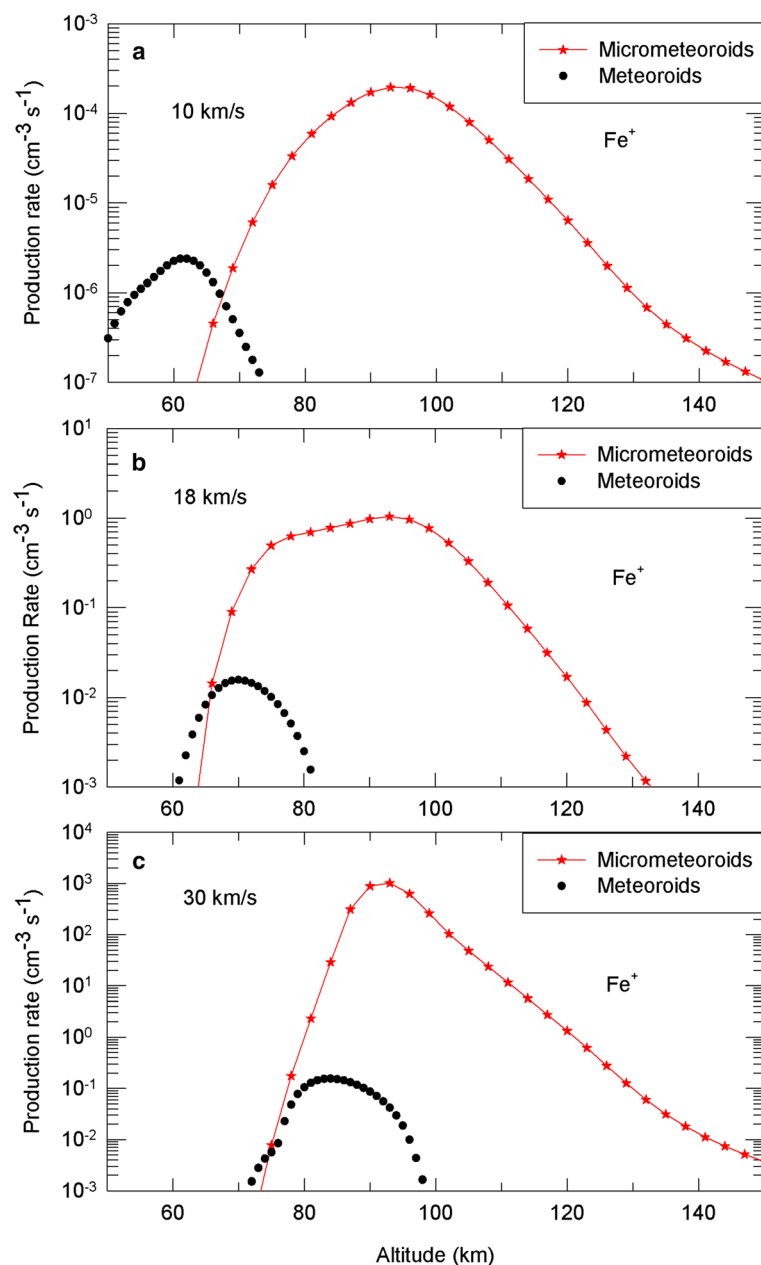 a
10⁻³
10⁻⁴
10⁻⁵
10⁻⁶
10⁻⁷
Production rate (cm⁻³ s⁻¹)
10 km/s
Micrometeoroids
Meteoroids
Fe⁺
60 80 100 120 140
b
10¹
10⁰
10⁻¹
10⁻²
10⁻³
Production Rate (cm⁻³ s⁻¹)
18 km/s
Micrometeoroids
Meteoroids
Fe⁺
60 80 100 120 140
c
10⁴
10³
10²
10¹
10⁰
10⁻¹
10⁻²
10⁻³
Production rate (cm⁻³ s⁻¹)
30 km/s
Micrometeoroids
Meteoroids
Fe⁺
60 80 100 120 140
Altitude (km)